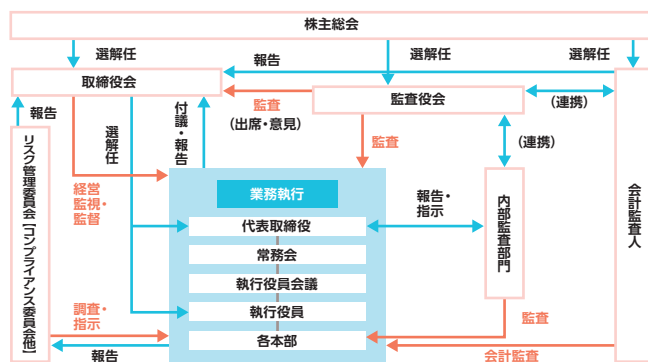 株主総会
選解任
選解任
選解任
報告
取締役会
監査
(出席・意見)
監査役会
(連携)
報告
選解任
付議・報告
監査
(連携)
リスク管理委員会【コンプライアンス委員会他】
経営
監視・
監督
業務執行
報告・
指示
内部監査部門
会計監査人
代表取締役
常務会
執行役員会議
執行役員
各本部
調査・
指示
報告
監査
会計監査